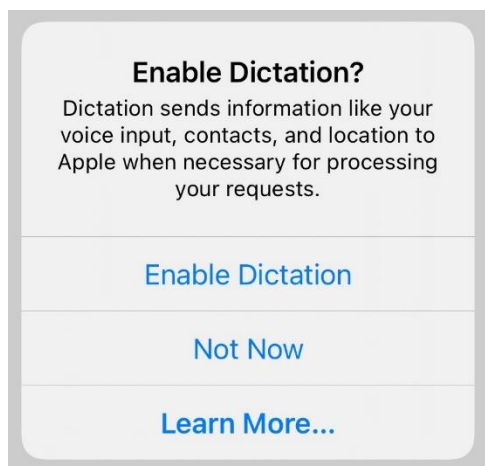 Enable Dictation?
Dictation sends information like your
voice input, contacts, and location to
Apple when necessary for processing
your requests.
Enable Dictation
Not Now
Learn More...